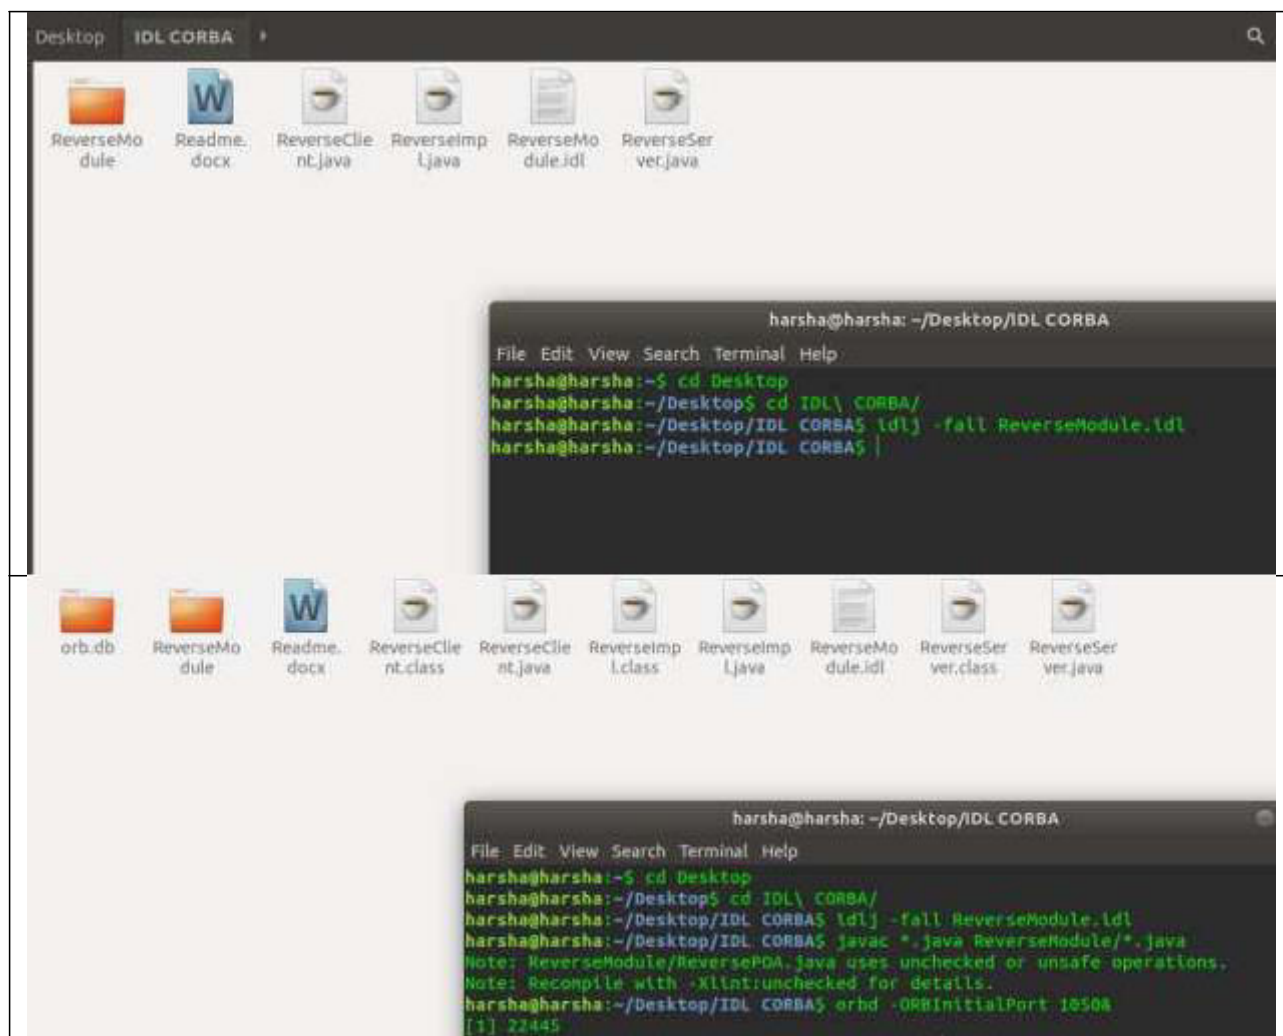 Desktop IDL CORBA
ReverseMo Readme. ReverseClie ReverseImp ReverseMo ReverseSer
dule docx nt.java l.java dule.idl ver.java
harsha@harsha: ~/Desktop/IDL CORBA
File Edit View Search Terminal Help
harsha@harsha:~$ cd Desktop
harsha@harsha:~/Desktop$ cd IDL\ CORBA/
harsha@harsha:~/Desktop/IDL CORBA$ idlj -fall ReverseModule.idl
harsha@harsha:~/Desktop/IDL CORBA$
orb.db ReverseMo Readme. ReverseClie ReverseClie ReverseImp ReverseImp ReverseMo ReverseSer ReverseSer
dule docx nt.class nt.java l.class l.java dule.idl ver.class ver.java
harsha@harsha: ~/Desktop/IDL CORBA
File Edit View Search Terminal Help
harsha@harsha:~$ cd Desktop
harsha@harsha:~/Desktop$ cd IDL\ CORBA/
harsha@harsha:~/Desktop/IDL CORBA$ idlj -fall ReverseModule.idl
harsha@harsha:~/Desktop/IDL CORBA$ javac *.java ReverseModule/*.java
Note: ReverseModule/ReversePOA.java uses unchecked or unsafe operations.
Note: Recompile with -Xlint:unchecked for details.
harsha@harsha:~/Desktop/IDL CORBA$ orbd -ORBInitialPort 1050&
[1] 22445